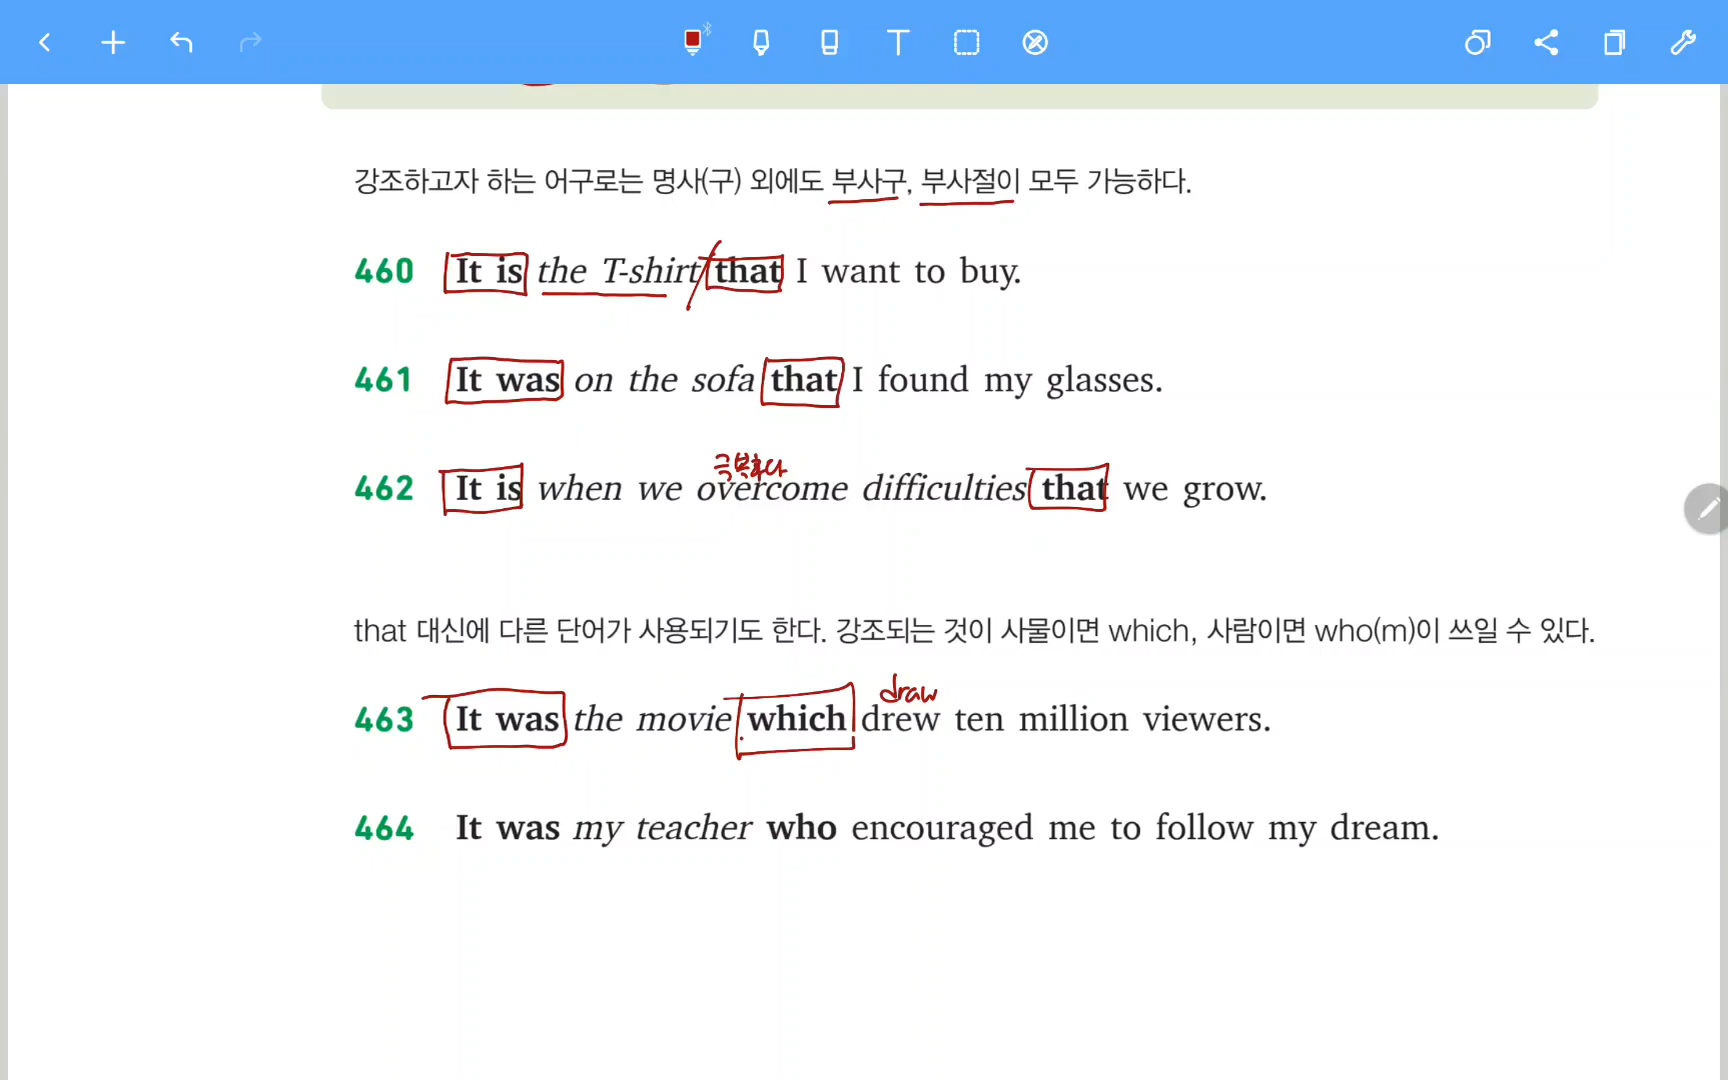 강조하고자 하는 어구로는 명사(구) 외에도 부사구, 부사절이 모두 가능하다.
460 It is the T-shirt that I want to buy.
461 It was on the sofa that I found my glasses.
극복하다
462 It is when we overcome difficulties that we grow.
that 대신에 다른 단어가 사용되기도 한다. 강조되는 것이 사물이면 which, 사람이면 who(m)이 쓰일 수 있다.
draw
463 It was the movie which drew ten million viewers.
464 It was my teacher who encouraged me to follow my dream.